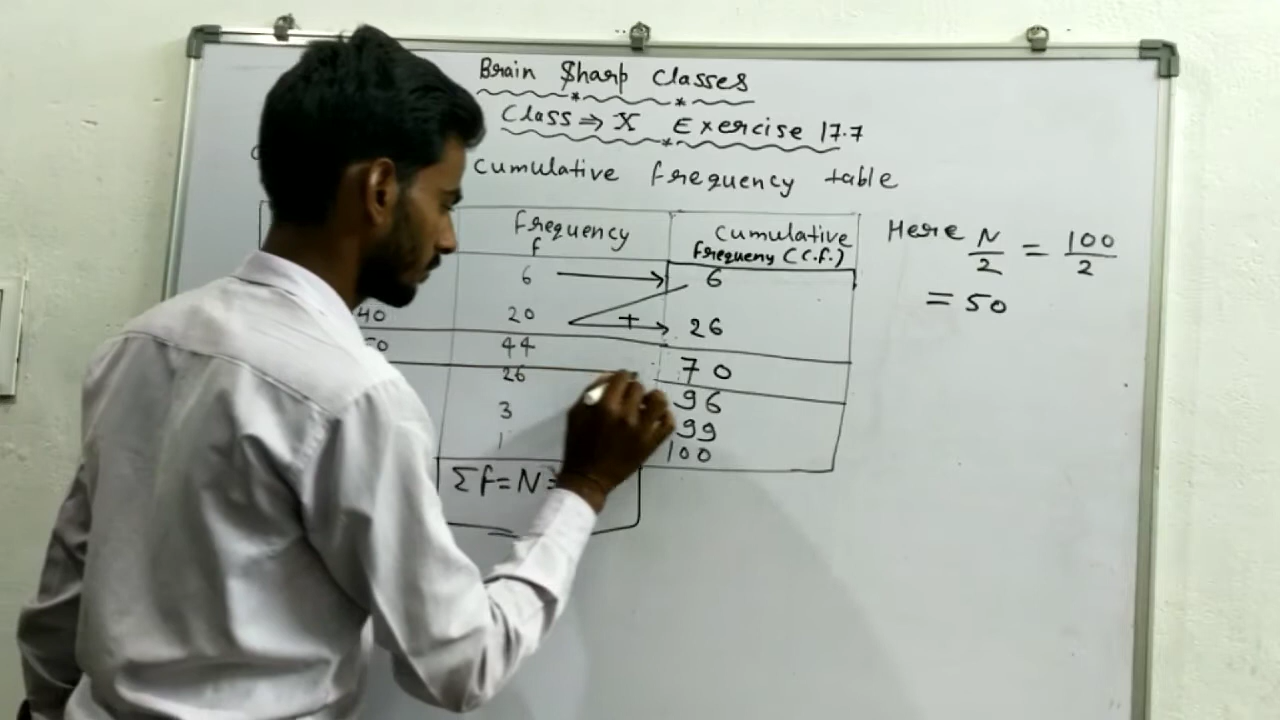 Brain Sharp Classes
Class ⇒ X Exercise 17.7
Cumulative frequency table
frequency f
Cumulative frequeny (c.f.)
Here N/2 = 100/2
= 50
6 → 6
40 20 + → 26
44 70
26 96
3 99
1 100
Σf=N=